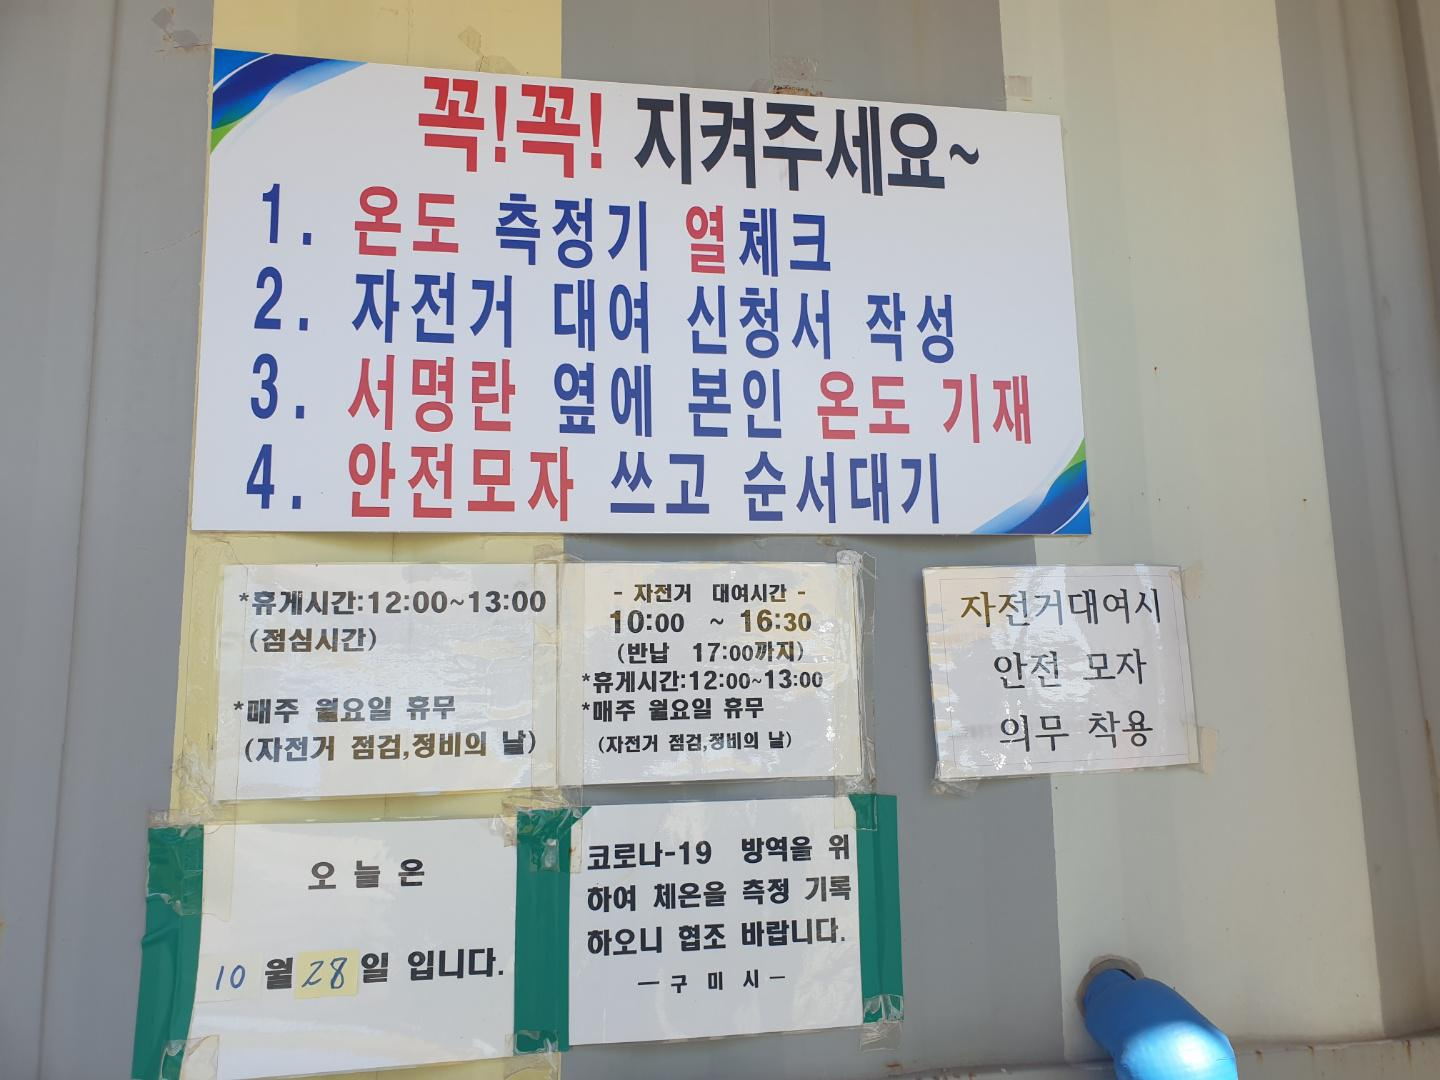 꼭!꼭! 지켜주세요~
1. 온도 측정기 열체크
2. 자전거 대여 신청서 작성
3. 서명란 옆에 본인 온도 기재
4. 안전모자 쓰고 순서대기
*휴게시간:12:00~13:00
(점심시간)
*매주 월요일 휴무
(자전거 점검,정비의 날)
- 자전거 대여시간 -
10:00 ~ 16:30
(반납 17:00까지)
*휴게시간:12:00~13:00
*매주 월요일 휴무
(자전거 점검,정비의 날)
자전거대여시
안전 모자
의무 착용
오늘은
10 월 28 일 입니다.
코로나-19 방역을 위
하여 체온을 측정 기록
하오니 협조 바랍니다.
- 구 미 시 -